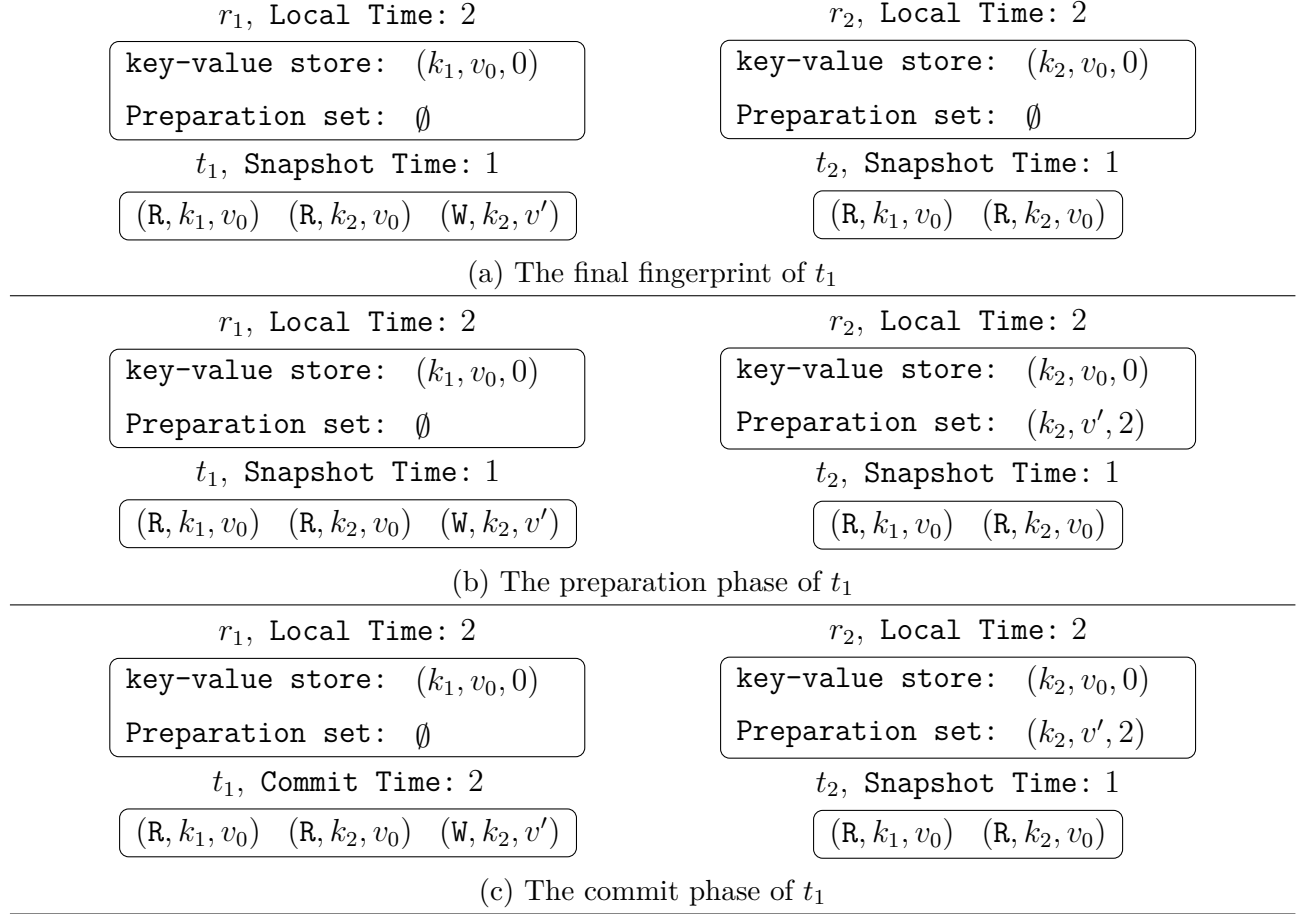 r₁, Local Time: 2
r₂, Local Time: 2
key-value store: (k₁, v₀, 0)
key-value store: (k₂, v₀, 0)
Preparation set: ∅
Preparation set: ∅
t₁, Snapshot Time: 1
t₂, Snapshot Time: 1
(R, k₁, v₀) (R, k₂, v₀) (W, k₂, v′)
(R, k₁, v₀) (R, k₂, v₀)
(a) The final fingerprint of t₁
r₁, Local Time: 2
r₂, Local Time: 2
key-value store: (k₁, v₀, 0)
key-value store: (k₂, v₀, 0)
Preparation set: ∅
Preparation set: (k₂, v′, 2)
t₁, Snapshot Time: 1
t₂, Snapshot Time: 1
(R, k₁, v₀) (R, k₂, v₀) (W, k₂, v′)
(R, k₁, v₀) (R, k₂, v₀)
(b) The preparation phase of t₁
r₁, Local Time: 2
r₂, Local Time: 2
key-value store: (k₁, v₀, 0)
key-value store: (k₂, v₀, 0)
Preparation set: ∅
Preparation set: (k₂, v′, 2)
t₁, Commit Time: 2
t₂, Snapshot Time: 1
(R, k₁, v₀) (R, k₂, v₀) (W, k₂, v′)
(R, k₁, v₀) (R, k₂, v₀)
(c) The commit phase of t₁